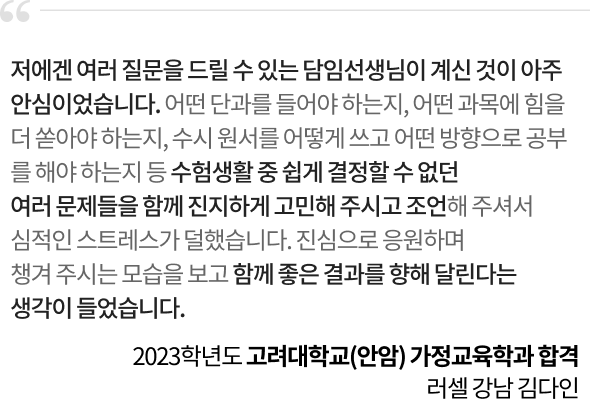 “
저에겐 여러 질문을 드릴 수 있는 담임선생님이 계신 것이 아주
안심이었습니다. 어떤 단과를 들어야 하는지, 어떤 과목에 힘을
더 쏟아야 하는지, 수시 원서를 어떻게 쓰고 어떤 방향으로 공부
를 해야 하는지 등 수험생활 중 쉽게 결정할 수 없던
여러 문제들을 함께 진지하게 고민해 주시고 조언해 주셔서
심적인 스트레스가 덜했습니다. 진심으로 응원하며
챙겨 주시는 모습을 보고 함께 좋은 결과를 향해 달린다는
생각이 들었습니다.
2023학년도 고려대학교(안암) 가정교육학과 합격
러셀 강남 김다인